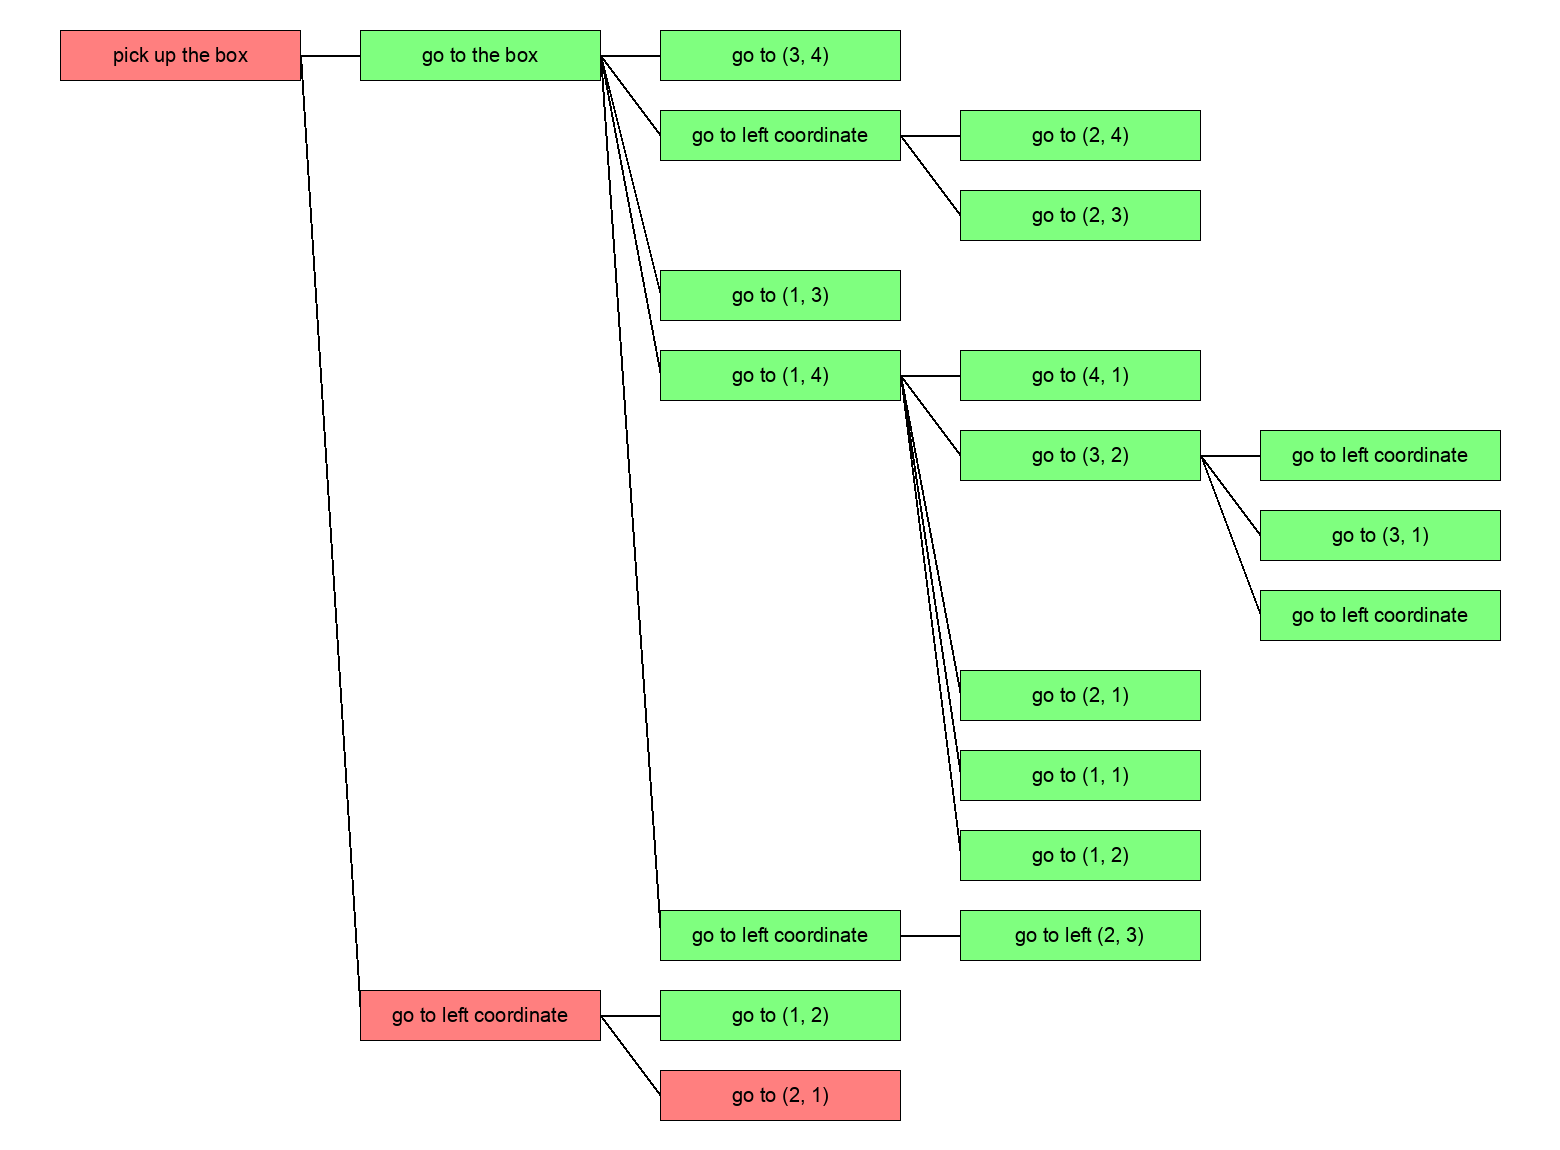 pick up the box
go to the box
go to (3, 4)
go to left coordinate
go to (2, 4)
go to (2, 3)
go to (1, 3)
go to (1, 4)
go to (4, 1)
go to (3, 2)
go to left coordinate
go to (3, 1)
go to left coordinate
go to (2, 1)
go to (1, 1)
go to (1, 2)
go to left coordinate
go to left (2, 3)
go to left coordinate
go to (1, 2)
go to (2, 1)